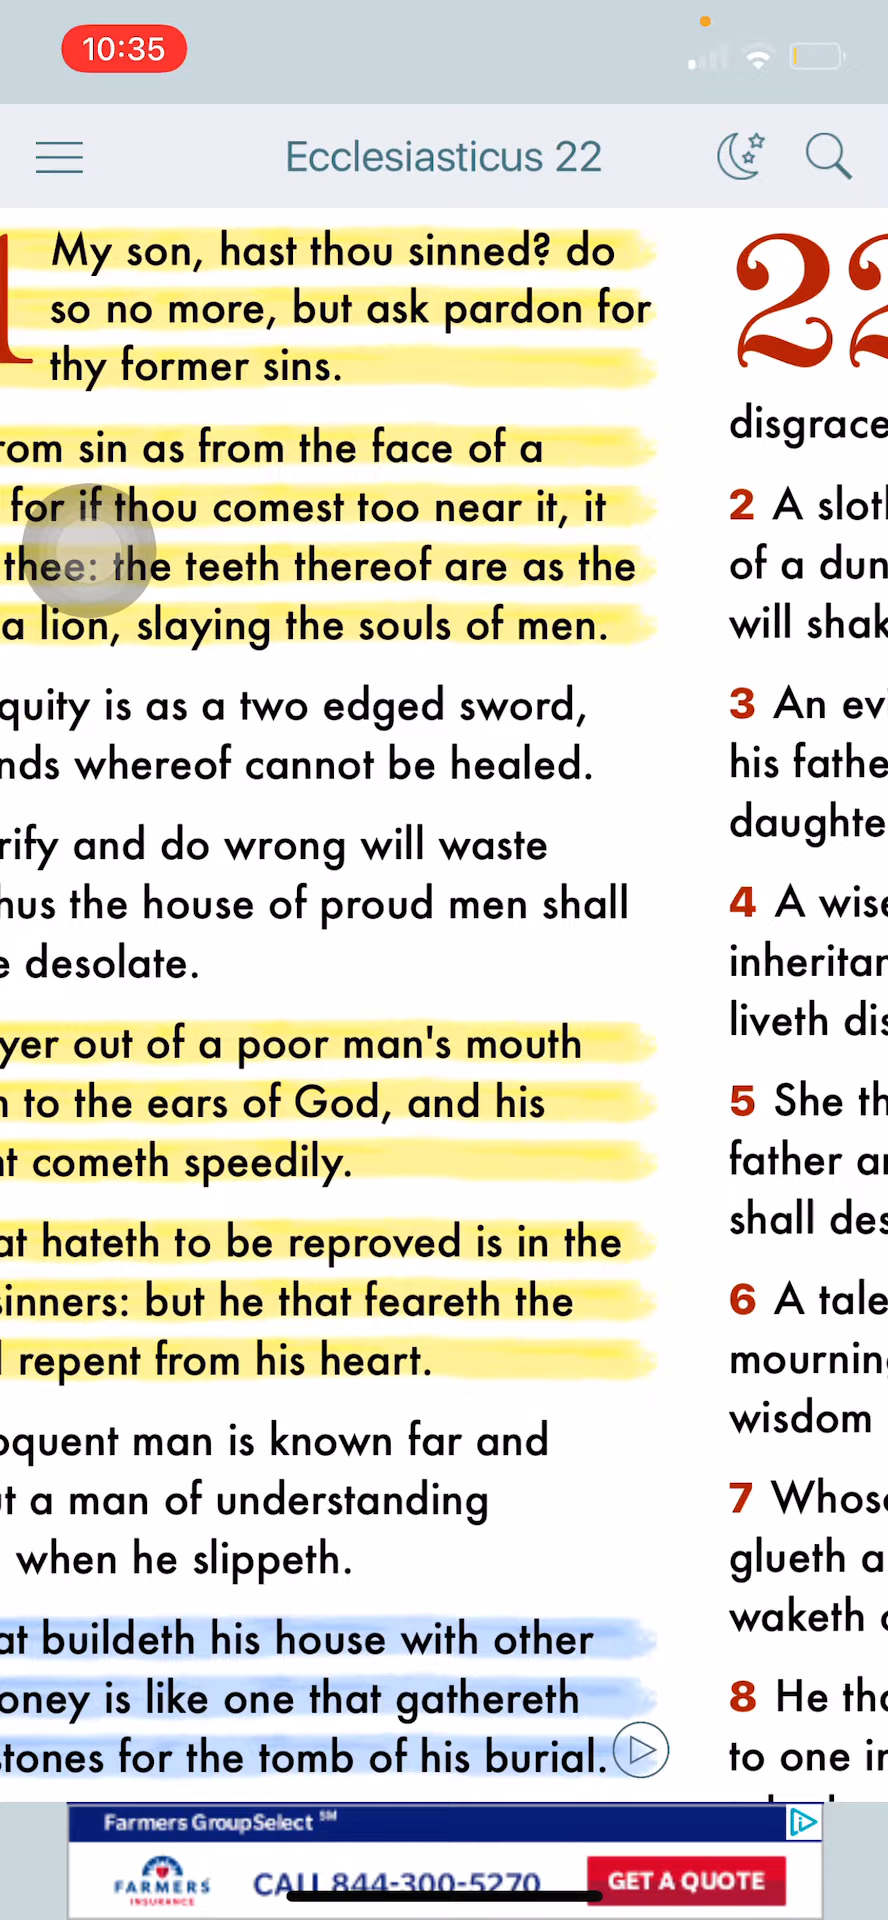 10:35
Ecclesiasticus 22
My son, hast thou sinned? do
so no more, but ask pardon for
thy former sins.
rom sin as from the face of a
for if thou comest too near it, it
thee: the teeth thereof are as the
a lion, slaying the souls of men.
quity is as a two edged sword,
nds whereof cannot be healed.
rify and do wrong will waste
hus the house of proud men shall
e desolate.
yer out of a poor man's mouth
h to the ears of God, and his
nt cometh speedily.
at hateth to be reproved is in the
sinners: but he that feareth the
l repent from his heart.
oquent man is known far and
ut a man of understanding
when he slippeth.
at buildeth his house with other
oney is like one that gathereth
stones for the tomb of his burial.
22
disgrace
2 A slot
of a dun
will shak
3 An evi
his fathe
daughte
4 A wise
inheritan
liveth dis
5 She th
father an
shall des
6 A tale
mourning
wisdom
7 Whoso
glueth a
waketh
8 He tha
to one in
Farmers GroupSelect SM
FARMERS
INSURANCE
CALL 844-300-5270
GET A QUOTE